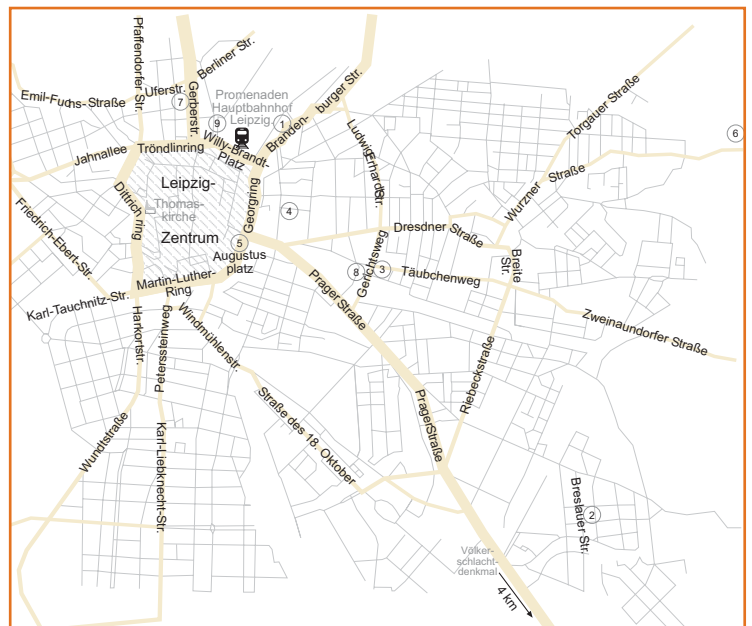 Pfaffendorfer Str.
Berliner Str.
Uferstr.
Emil-Fuchs-Straße
7
Gerberstr.
Promenaden
Hauptbahnhof
Leipzig
9
1
Branden-
burger Str.
Torgauer Straße
6
Jahnallee
Tröndlinring
Willy-Brandt-
Platz
Ludwig-
Erhardt-
Str.
Wurzner Straße
Leipzig-
Thomas-
kirche
Zentrum
Dittrichring
Georgring
4
5
Augustus
platz
Dresdner Straße
Breite
Str.
Friedrich-Ebert-Str.
Gerichtsweg
8
3
Täubchenweg
Martin-Luther-
Ring
Karl-Tauchnitz-Str.
Prager Straße
Zweinaundorfer Straße
Harkortstr.
Peterssteinweg
Windmühlenstr.
Riebeckstraße
Straße des 18. Oktober
PragerStraße
Wundtstraße
Karl-Liebknecht-Str.
Breslauer Str.
2
Völker-
schlacht-
denkmal
4 km